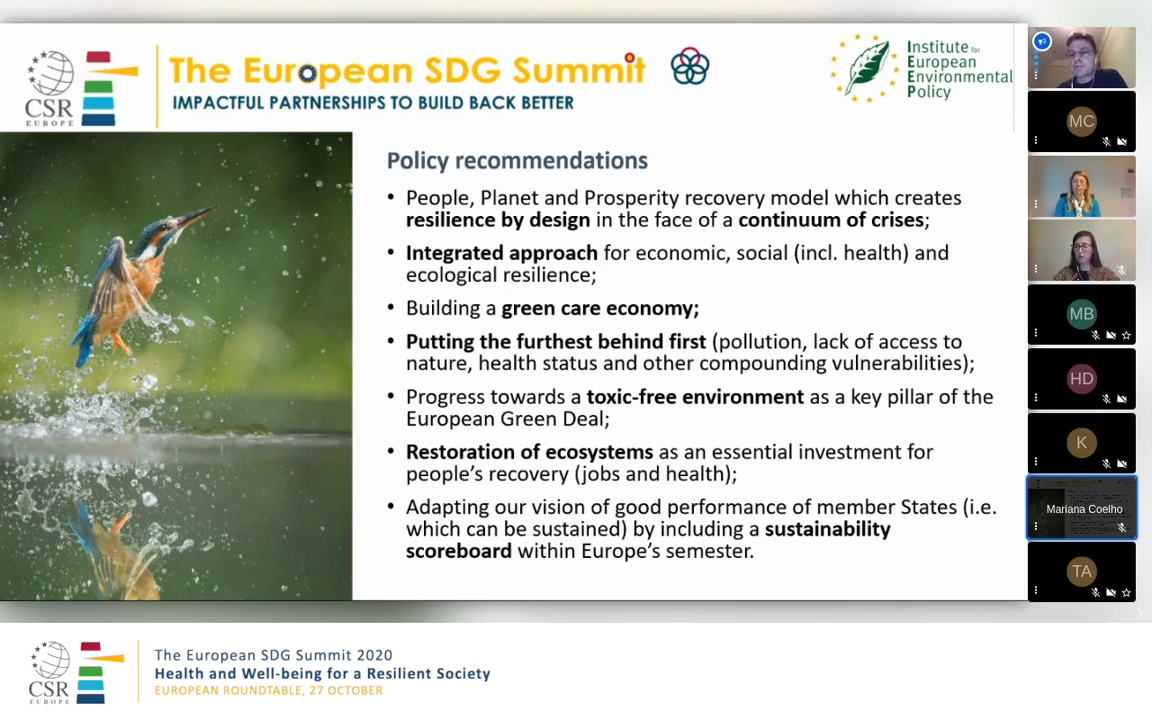 CSR
EUROPE
The European SDG Summit
IMPACTFUL PARTNERSHIPS TO BUILD BACK BETTER
Institute for
European
Environmental
Policy
Policy recommendations
• People, Planet and Prosperity recovery model which creates
resilience by design in the face of a continuum of crises;
• Integrated approach for economic, social (incl. health) and
ecological resilience;
• Building a green care economy;
• Putting the furthest behind first (pollution, lack of access to
nature, health status and other compounding vulnerabilities);
• Progress towards a toxic-free environment as a key pillar of the
European Green Deal;
• Restoration of ecosystems as an essential investment for
people's recovery (jobs and health);
• Adapting our vision of good performance of member States (i.e.
which can be sustained) by including a sustainability
scoreboard within Europe's semester.
MC
MB
HD
K
Mariana Coelho
TA
CSR
EUROPE
The European SDG Summit 2020
Health and Well-being for a Resilient Society
EUROPEAN ROUNDTABLE, 27 OCTOBER